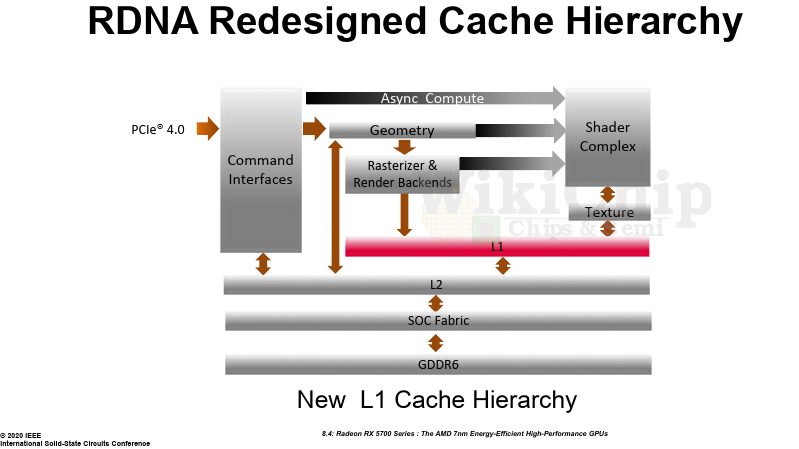 RDNA Redesigned Cache Hierarchy
Async Compute
PCIe® 4.0
Command
Interfaces
Geometry
Shader
Complex
Rasterizer &
Render Backends
WikiChip
Chips & Semi
Texture
L1
L2
SOC Fabric
GDDR6
New L1 Cache Hierarchy
8.4: Radeon RX 5700 Series : The AMD 7nm Energy-Efficient High-Performance GPUs
© 2020 IEEE
International Solid-State Circuits Conference